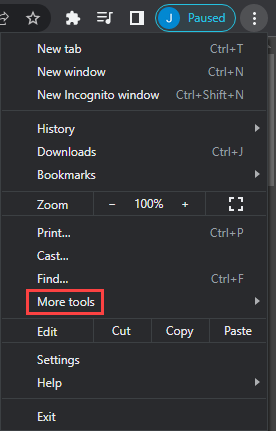 J Paused
New tab Ctrl+T
New window Ctrl+N
New Incognito window Ctrl+Shift+N
History
Downloads Ctrl+J
Bookmarks
Zoom − 100% +
Print... Ctrl+P
Cast...
Find... Ctrl+F
More tools
Edit Cut Copy Paste
Settings
Help
Exit